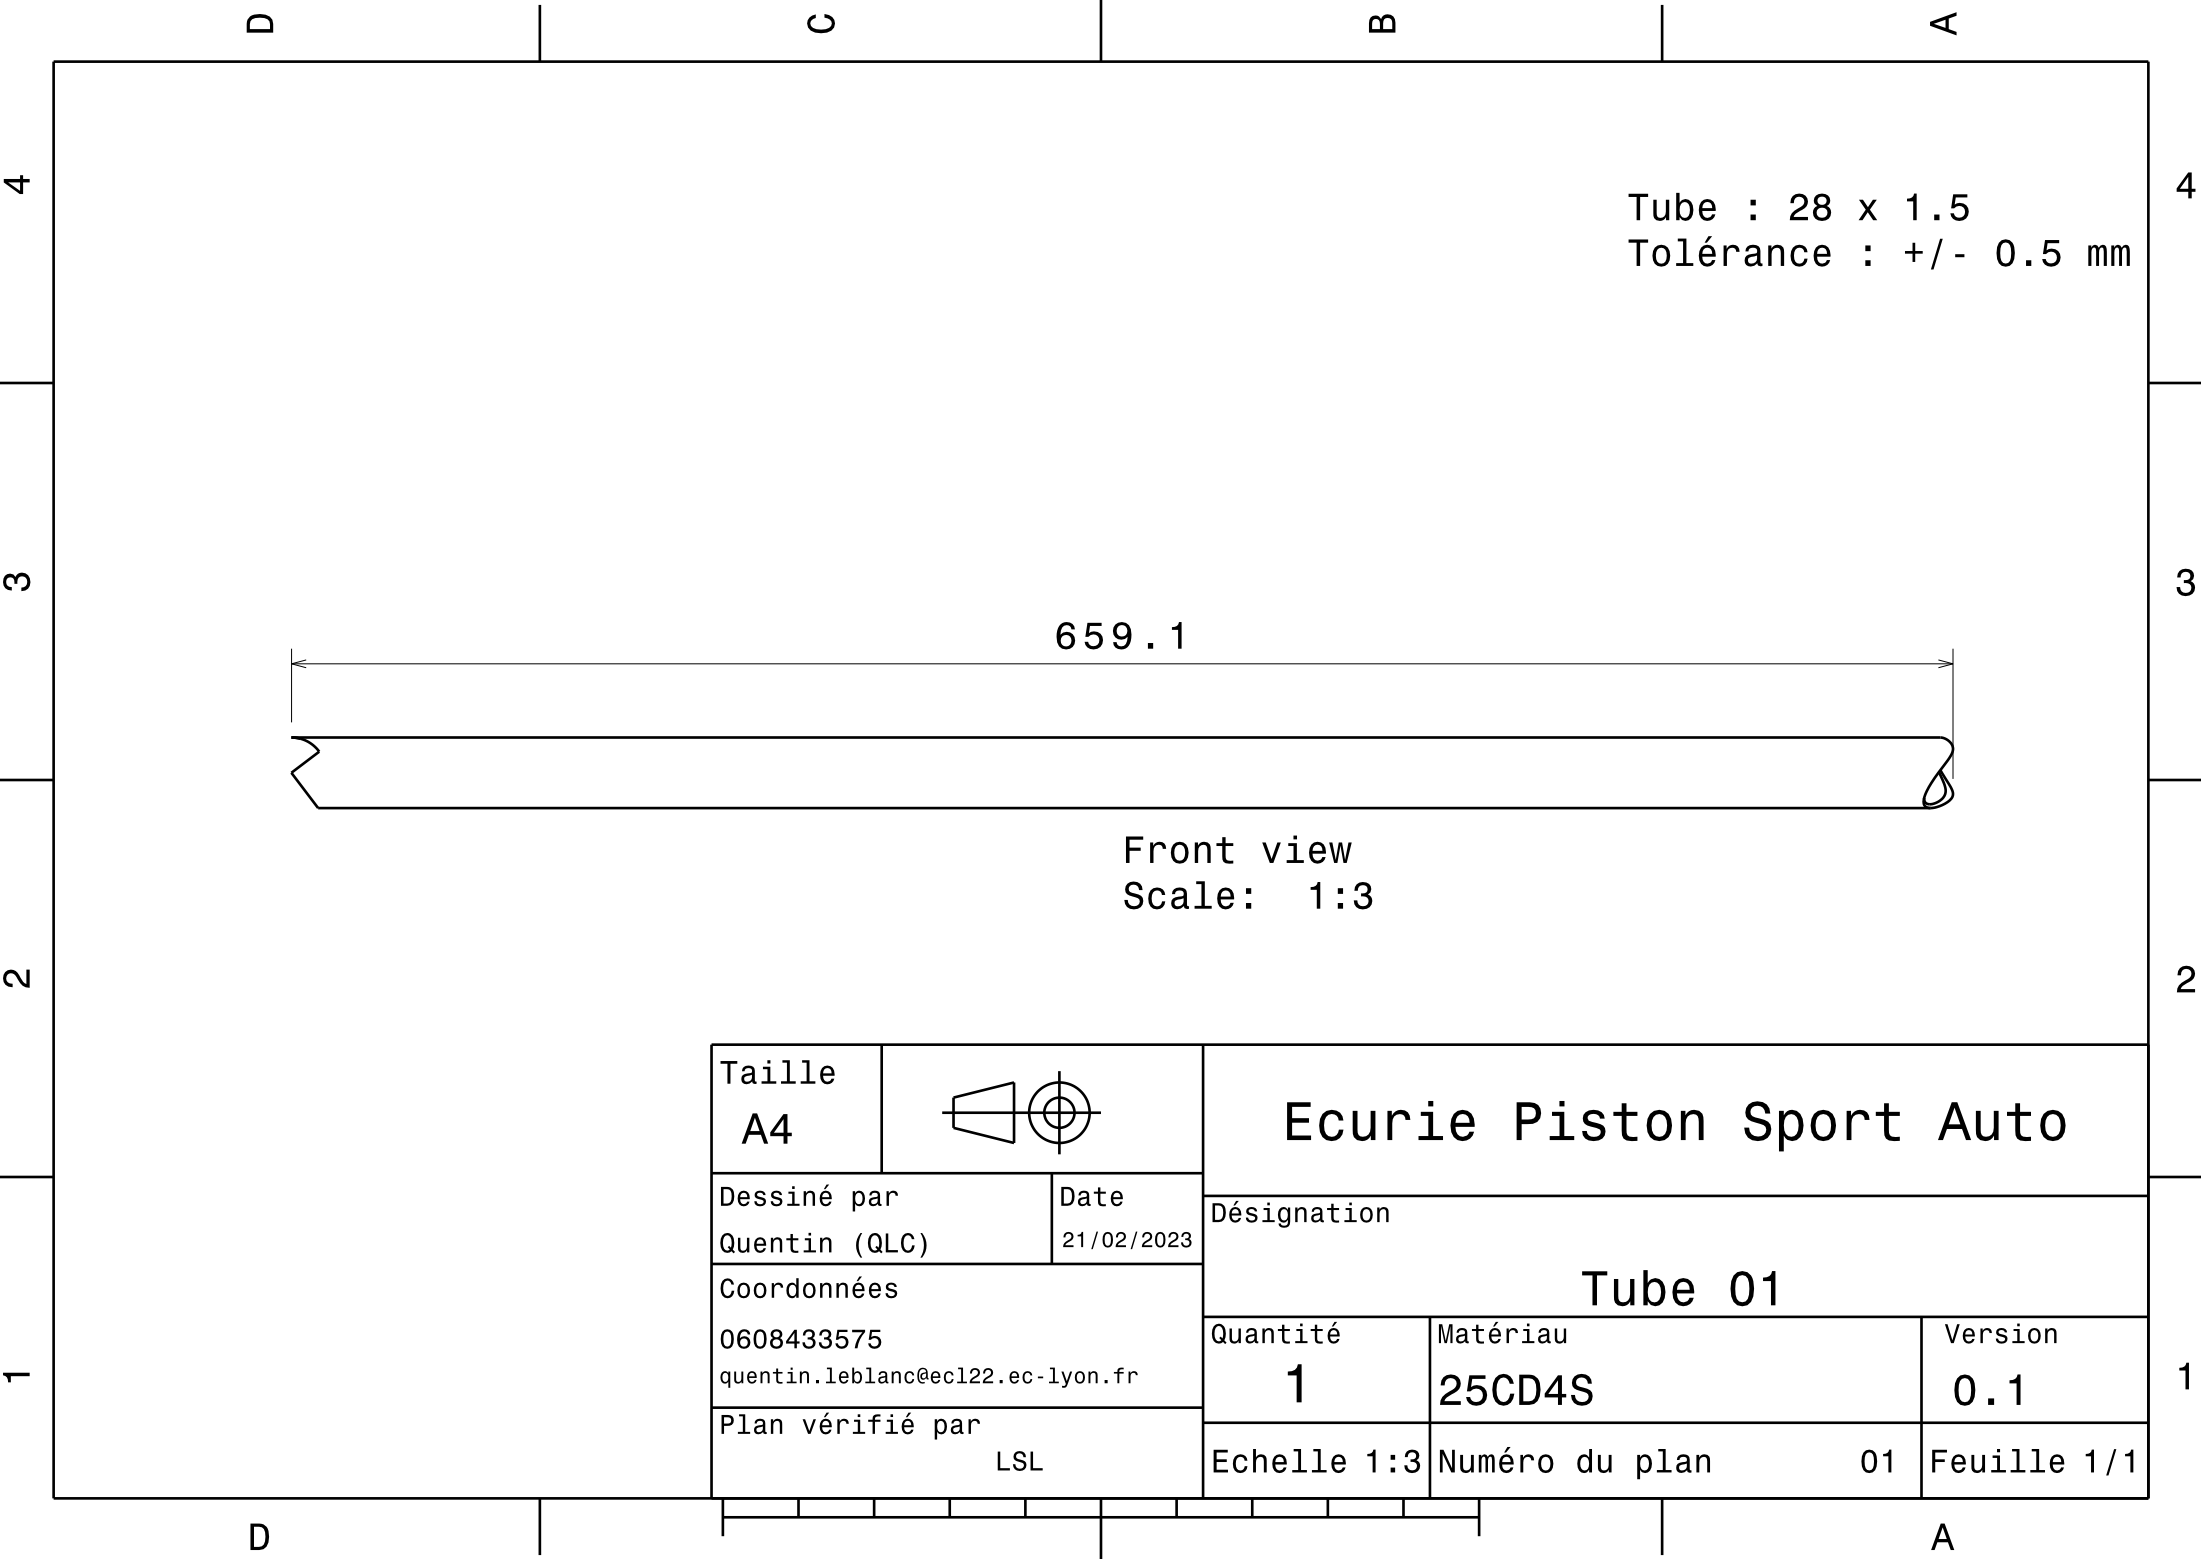 D C B A
4 4
Tube : 28 x 1.5
Tolérance : +/- 0.5 mm
3 3
659.1
Front view
Scale: 1:3
2 2
Taille
A4
Ecurie Piston Sport Auto
Dessiné par
Quentin (QLC)
Date
21/02/2023
Désignation
Tube 01
Coordonnées
0608433575
quentin.leblanc@ecl22.ec-lyon.fr
Quantité
1
Matériau
25CD4S
Version
0.1
1 1
Plan vérifié par
LSL
Echelle 1:3
Numéro du plan 01
Feuille 1/1
D A